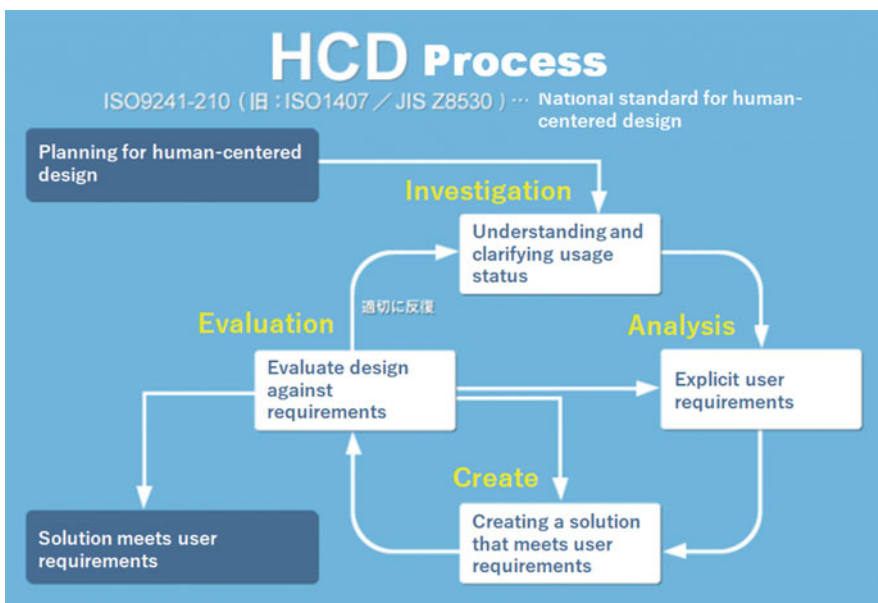 HCD Process
ISO9241-210 ( 旧 : ISO1407 / JIS Z8530 ) … National standard for human-
centered design
Planning for human-centered
design
Investigation
Understanding and
clarifying usage
status
適切に反復
Evaluation
Analysis
Evaluate design
against
requirements
Explicit user
requirements
Create
Creating a solution
that meets user
requirements
Solution meets user
requirements